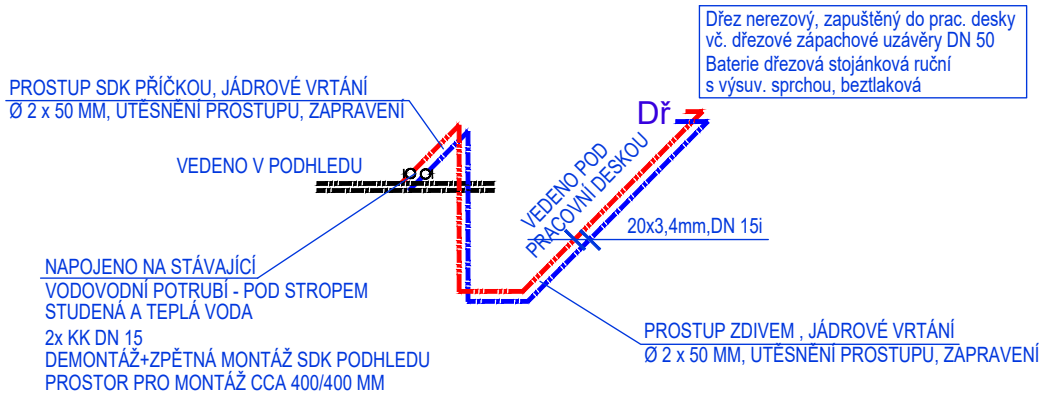 Dřez nerezový, zapuštěný do prac. desky
vč. dřezové zápachové uzávěry DN 50
Baterie dřezová stojánková ruční
s výsuv. sprchou, beztlaková
PROSTUP SDK PŘÍČKOU, JÁDROVÉ VRTÁNÍ
Ø 2 x 50 MM, UTĚSNĚNÍ PROSTUPU, ZAPRAVENÍ
Dř
VEDENO V PODHLEDU
VEDENO POD
PRACOVNÍ DESKOU
20x3,4mm,DN 15i
NAPOJENO NA STÁVAJÍCÍ
VODOVODNÍ POTRUBÍ - POD STROPEM
STUDENÁ A TEPLÁ VODA
2x KK DN 15
DEMONTÁŽ+ZPĚTNÁ MONTÁŽ SDK PODHLEDU
PROSTOR PRO MONTÁŽ CCA 400/400 MM
PROSTUP ZDIVEM , JÁDROVÉ VRTÁNÍ
Ø 2 x 50 MM, UTĚSNĚNÍ PROSTUPU, ZAPRAVENÍ